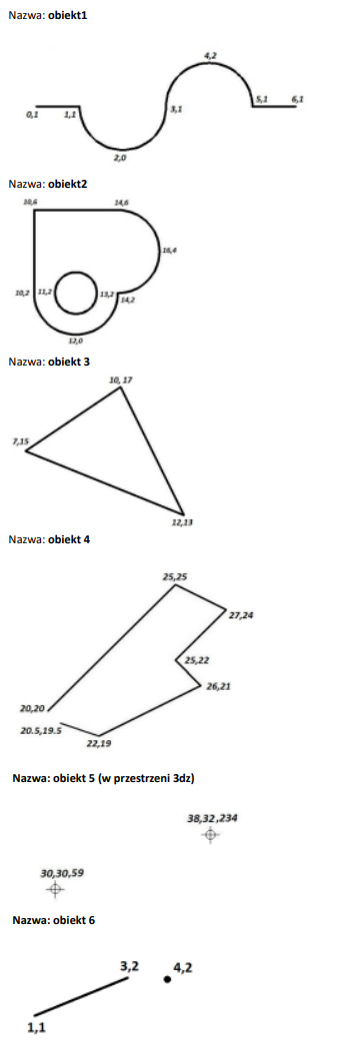 Nazwa: obiekt1
4,2
0,1 1,1 3,1 5,1 6,1
2,0
Nazwa: obiekt2
10,6 14,6
16,4
10,2 11,2 13,2 14,2
12,0
Nazwa: obiekt 3
10, 17
7,15
12,13
Nazwa: obiekt 4
25,25
27,24
25,22
26,21
20,20
20.5,19.5
22,19
Nazwa: obiekt 5 (w przestrzeni 3dz)
38,32,234
30,30,59
Nazwa: obiekt 6
3,2 4,2
1,1